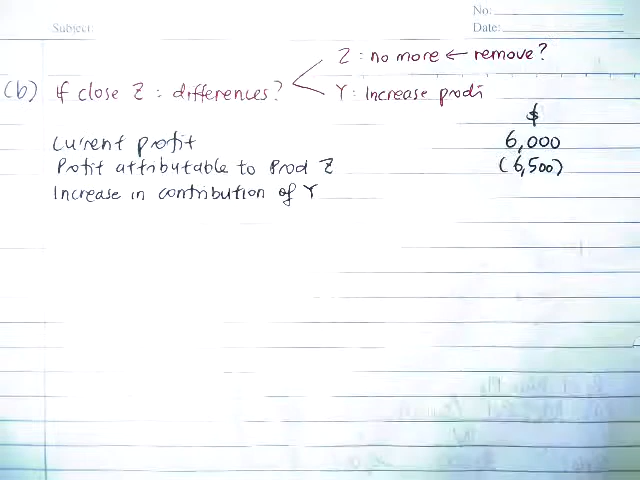 No:
Subject:
Date:
Z : no more ← remove?
(b) If close Z : differences?
Y : Increase prodi
$
Current profit 6,000
Profit attributable to Prod Z (6,500)
Increase in contribution of Y